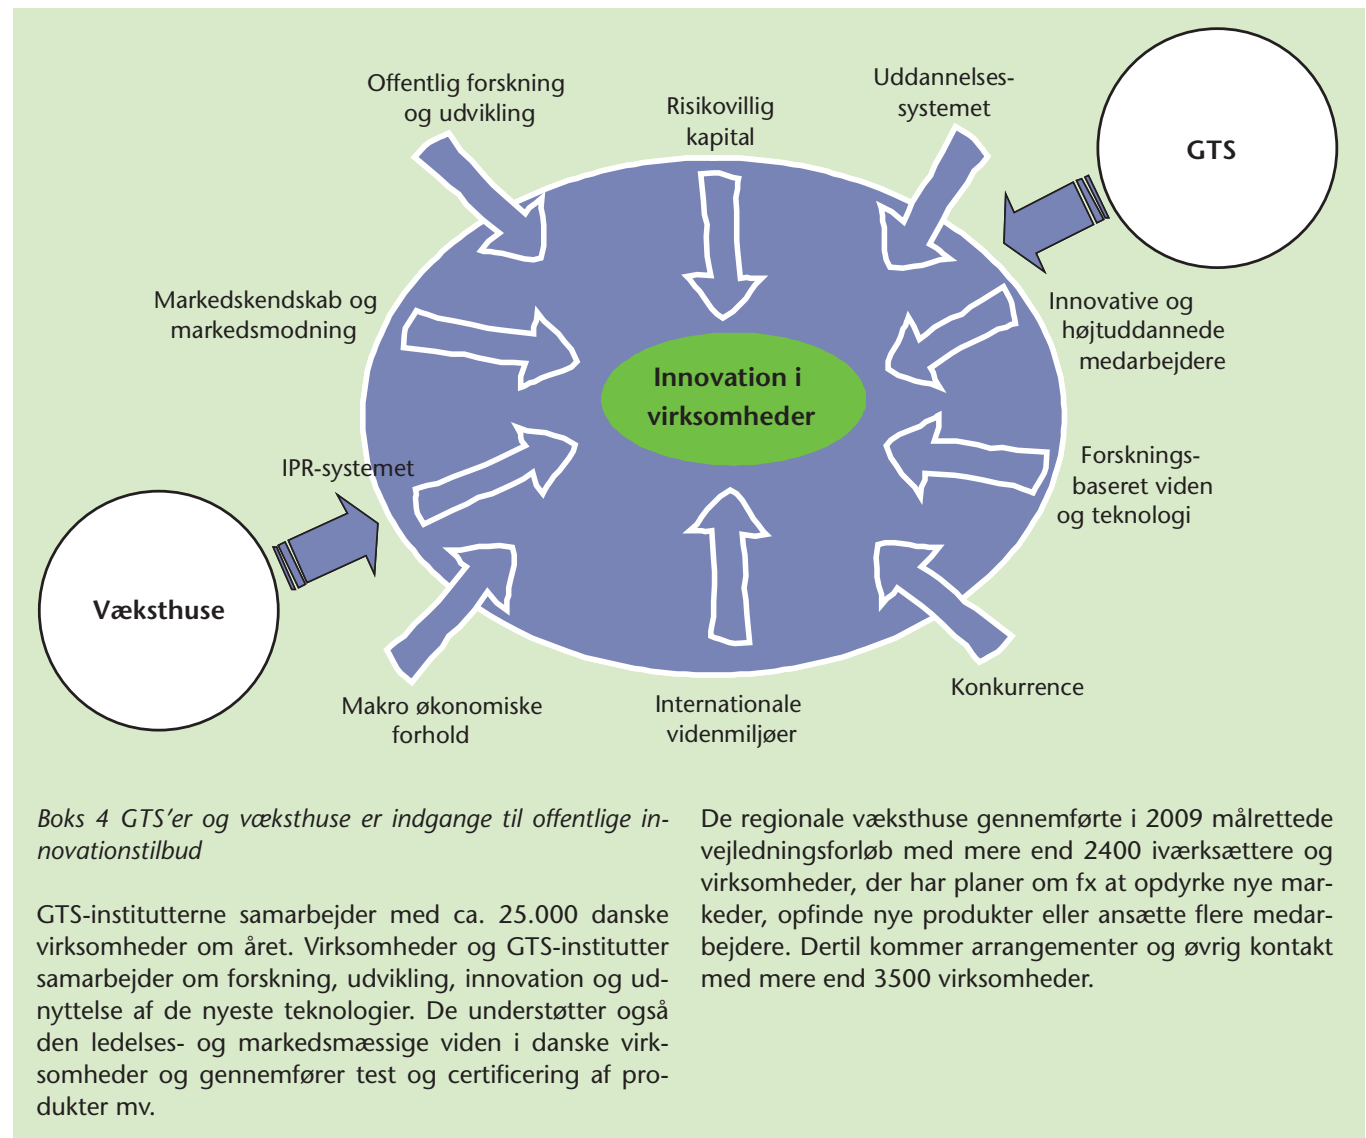 Offentlig forskning
og udvikling
Risikovillig
kapital
Uddannelses-
systemet
GTS
Markedskendskab og
markedsmodning
Innovative og
højtuddannede
medarbejdere
Innovation i
virksomheder
IPR-systemet
Forsknings-
baseret viden
og teknologi
Væksthuse
Makro økonomiske
forhold
Internationale
videnmiljøer
Konkurrence
Boks 4 GTS’er og væksthuse er indgange til offentlige in-
novationstilbud
GTS-institutterne samarbejder med ca. 25.000 danske
virksomheder om året. Virksomheder og GTS-institutter
samarbejder om forskning, udvikling, innovation og ud-
nyttelse af de nyeste teknologier. De understøtter også
den ledelses- og markedsmæssige viden i danske virk-
somheder og gennemfører test og certificering af pro-
dukter mv.
De regionale væksthuse gennemførte i 2009 målrettede
vejledningsforløb med mere end 2400 iværksættere og
virksomheder, der har planer om fx at opdyrke nye mar-
keder, opfinde nye produkter eller ansætte flere medar-
bejdere. Dertil kommer arrangementer og øvrig kontakt
med mere end 3500 virksomheder.